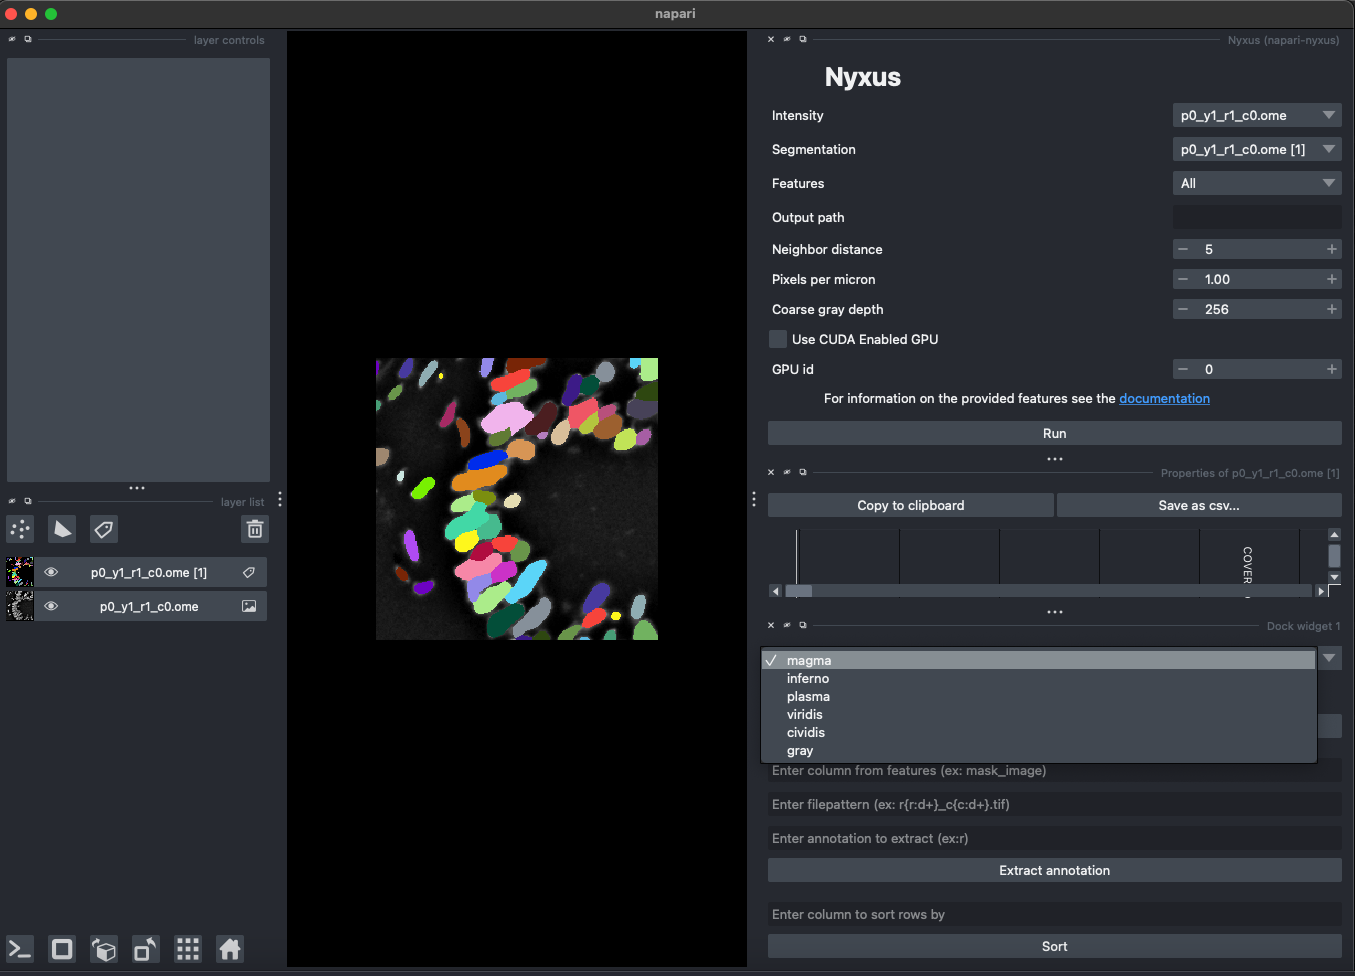 napari
layer controls
layer list
p0_y1_r1_c0.ome [1]
p0_y1_r1_c0.ome
Nyxus (napari-nyxus)
Nyxus
Intensity
p0_y1_r1_c0.ome
Segmentation
p0_y1_r1_c0.ome [1]
Features
All
Output path
Neighbor distance
5
Pixels per micron
1.00
Coarse gray depth
256
Use CUDA Enabled GPU
GPU id
0
For information on the provided features see the documentation
Run
Properties of p0_y1_r1_c0.ome [1]
Copy to clipboard
Save as csv...
COVER
Dock widget 1
magma
inferno
plasma
viridis
cividis
gray
Enter column from features (ex: mask_image)
Enter filepattern (ex: r{r:d+}_c{c:d+}.tif)
Enter annotation to extract (ex:r)
Extract annotation
Enter column to sort rows by
Sort